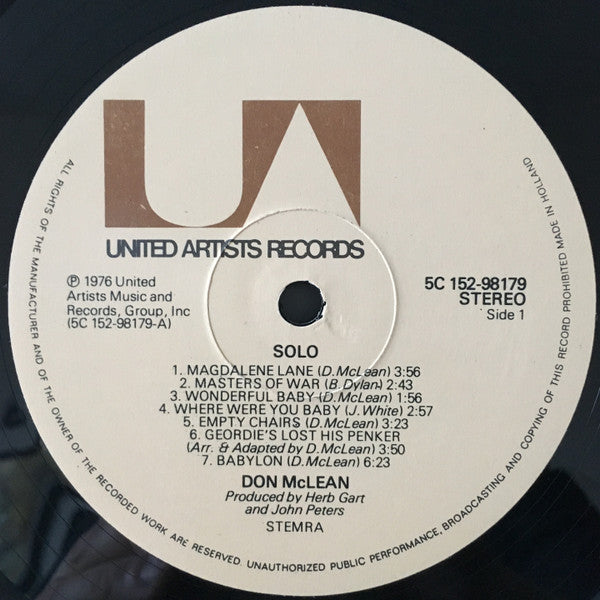 UA
UNITED ARTISTS RECORDS
℗ 1976 United
Artists Music and
Records, Group, Inc
(5C 152-98179-A)
5C 152-98179
STEREO
Side 1
SOLO
1. MAGDALENE LANE (D. McLean) 3:56
2. MASTERS OF WAR (B. Dylan) 2:43
3. WONDERFUL BABY (D. McLean) 1:56
4. WHERE WERE YOU BABY (J. White) 2:57
5. EMPTY CHAIRS (D. McLean) 3:23
6. GEORDIE'S LOST HIS PENKER
(Arr. & Adapted by D. McLean) 3:50
7. BABYLON (D. McLean) 6:23
DON McLEAN
Produced by Herb Gart
and John Peters
STEMRA
ALL RIGHTS OF THE MANUFACTURER AND OF THE OWNER OF THE RECORDED WORK ARE RESERVED. UNAUTHORIZED PUBLIC PERFORMANCE, BROADCASTING AND COPYING OF THIS RECORD PROHIBITED MADE IN HOLLAND